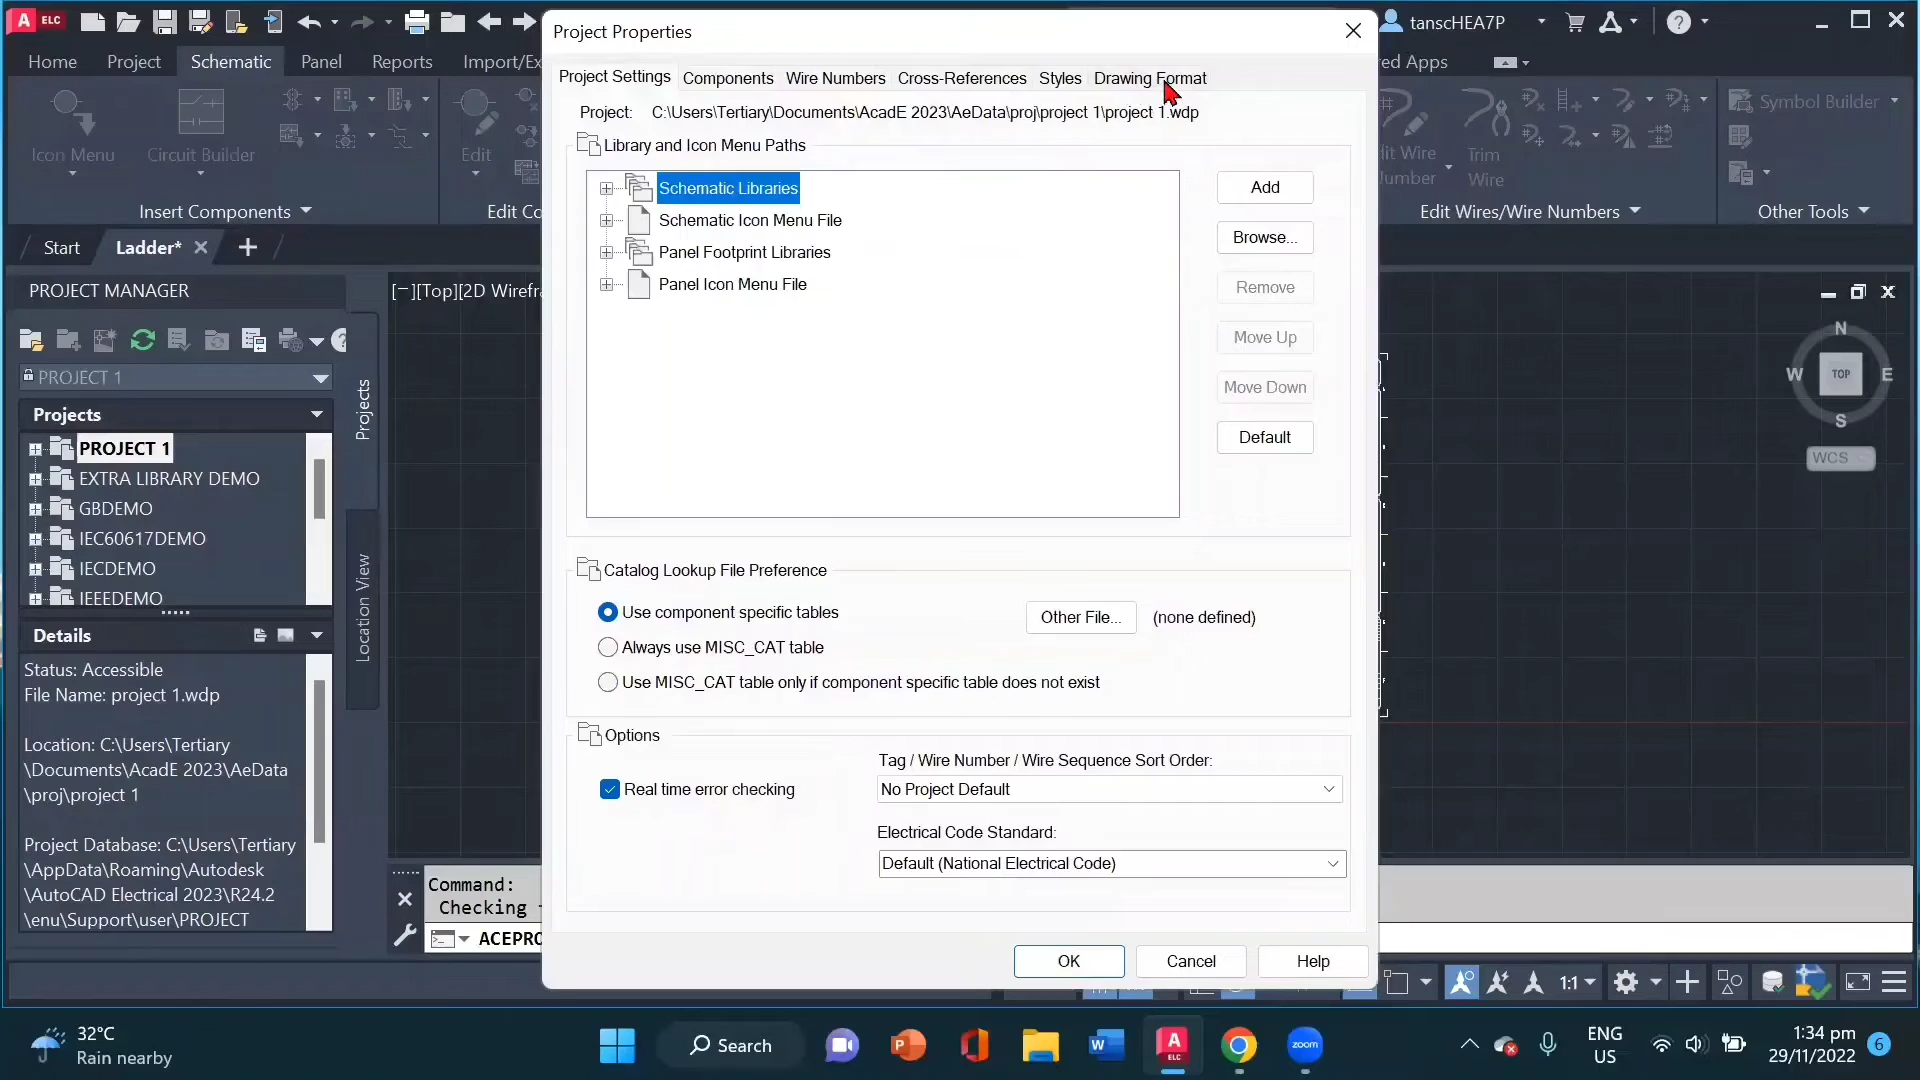 A ELC
Project Properties
tanscHEA7P
Home Project Schematic Panel Reports Import/Ex
ed Apps
Project Settings Components Wire Numbers Cross-References Styles Drawing Format
Project: C:\Users\Tertiary\Documents\AcadE 2023\AeData\proj\project 1\project 1.wdp
Library and Icon Menu Paths
Icon Menu
Circuit Builder
Edit
Schematic Libraries
Schematic Icon Menu File
Panel Footprint Libraries
Panel Icon Menu File
Add
Browse...
Remove
Move Up
Move Down
Default
dit Wire
Number
Trim
Wire
Symbol Builder
Insert Components
Edit Co
Edit Wires/Wire Numbers
Other Tools
Start
Ladder*
PROJECT MANAGER
[−][Top][2D Wirefra
PROJECT 1
Projects
PROJECT 1
EXTRA LIBRARY DEMO
GBDEMO
IEC60617DEMO
IECDEMO
IEEEDEMO
Projects
Location View
N
W TOP E
S
WCS
Catalog Lookup File Preference
Use component specific tables
Other File... (none defined)
Always use MISC_CAT table
Use MISC_CAT table only if component specific table does not exist
Details
Status: Accessible
File Name: project 1.wdp
Location: C:\Users\Tertiary
\Documents\AcadE 2023\AeData
\proj\project 1
Project Database: C:\Users\Tertiary
\AppData\Roaming\Autodesk
\AutoCAD Electrical 2023\R24.2
\enu\Support\user\PROJECT
Options
Real time error checking
Tag / Wire Number / Wire Sequence Sort Order:
No Project Default
Electrical Code Standard:
Default (National Electrical Code)
Command:
Checking
ACEPRO
OK
Cancel
Help
1:1
32°C
Rain nearby
Search
zoom
ENG
US
1:34 pm
29/11/2022
6